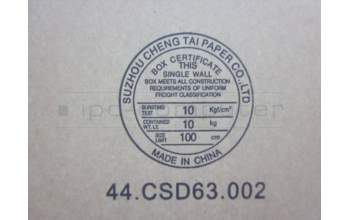 SUZHOU CHENG TAI PAPER CO.,LTD
BOX CERTIFICATE
THIS
SINGLE WALL
BOX MEETS ALL CONSTRUCTION
REQUIREMENTS OF UNIFORM
FREIGHT CLASSIFICATION
BURSTING TEST 10 Kgf/cm²
CONTAINED WT. LT. 10 kg
SIZE LIMIT 100 cm
MADE IN CHINA
44.CSD63.002